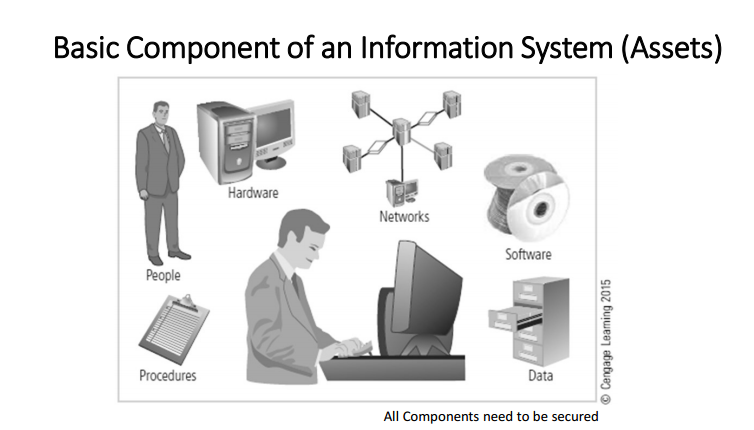 Basic Component of an Information System (Assets)
Hardware
Networks
Software
People
Procedures
Data
© Cengage Learning 2015
All Components need to be secured